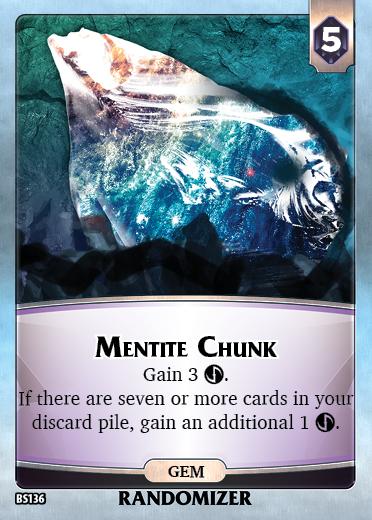 5
MENTITE CHUNK
Gain 3 .
If there are seven or more cards in your
discard pile, gain an additional 1 .
GEM
BS136
RANDOMIZER